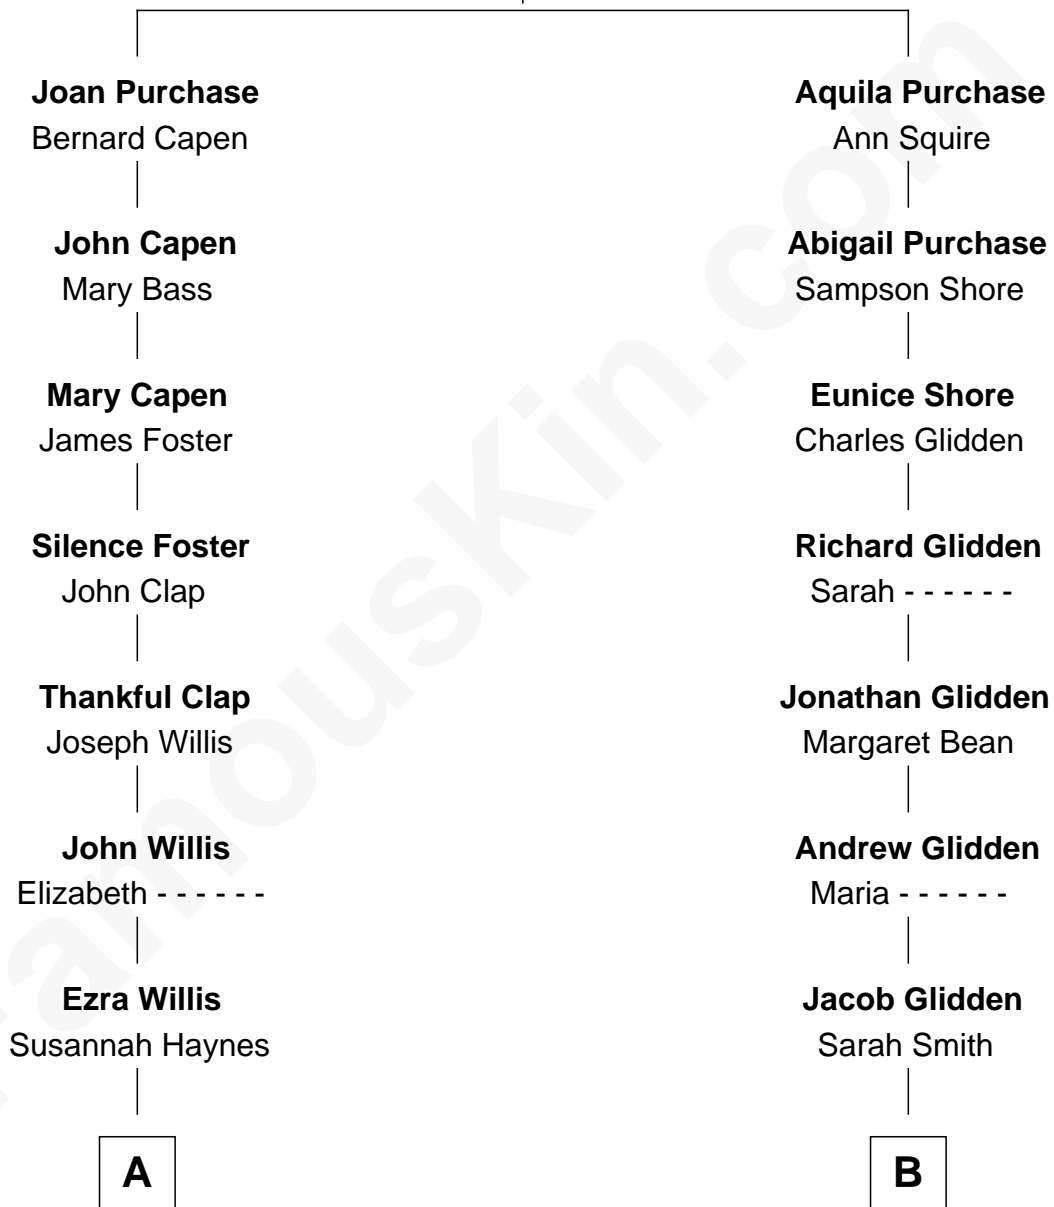 Joan Purchase
Bernard Capen
John Capen
Mary Bass
Mary Capen
James Foster
Silence Foster
John Clap
Thankful Clap
Joseph Willis
John Willis
Elizabeth - - - - - -
Ezra Willis
Susannah Haynes
A
Aquila Purchase
Ann Squire
Abigail Purchase
Sampson Shore
Eunice Shore
Charles Glidden
Richard Glidden
Sarah - - - - - -
Jonathan Glidden
Margaret Bean
Andrew Glidden
Maria - - - - - -
Jacob Glidden
Sarah Smith
B
FamousKin.com